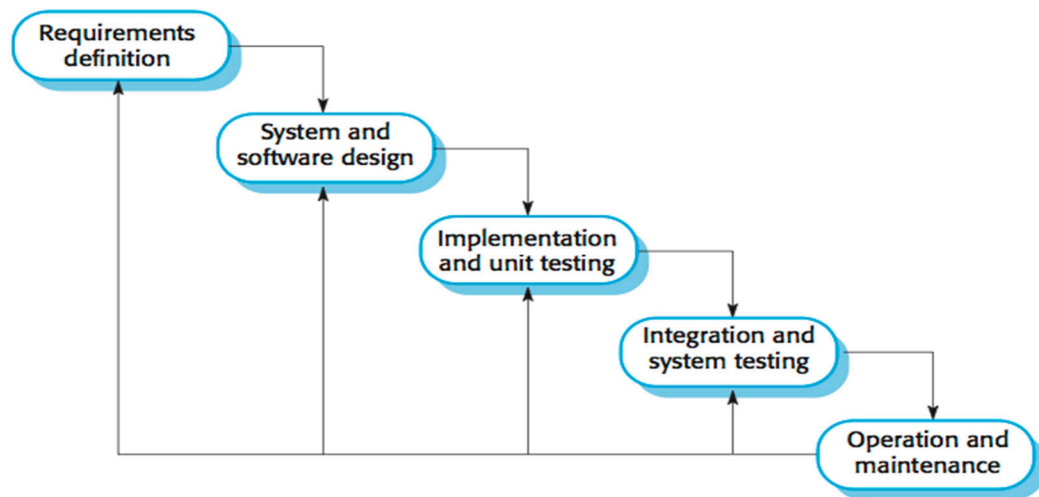 Requirements
definition
System and
software design
Implementation
and unit testing
Integration and
system testing
Operation and
maintenance